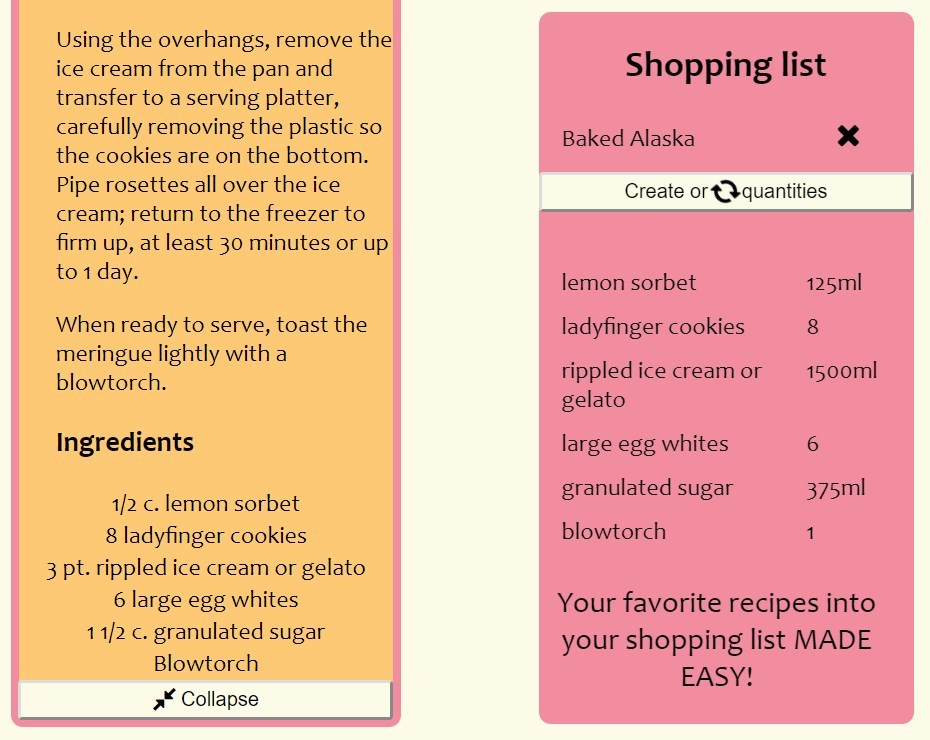 Using the overhangs, remove the
ice cream from the pan and
transfer to a serving platter,
carefully removing the plastic so
the cookies are on the bottom.
Pipe rosettes all over the ice
cream; return to the freezer to
firm up, at least 30 minutes or up
to 1 day.
When ready to serve, toast the
meringue lightly with a
blowtorch.
Ingredients
1/2 c. lemon sorbet
8 ladyfinger cookies
3 pt. rippled ice cream or gelato
6 large egg whites
1 1/2 c. granulated sugar
Blowtorch
Collapse
Shopping list
Baked Alaska
Create or quantities
lemon sorbet 125ml
ladyfinger cookies 8
rippled ice cream or 1500ml
gelato
large egg whites 6
granulated sugar 375ml
blowtorch 1
Your favorite recipes into
your shopping list MADE
EASY!